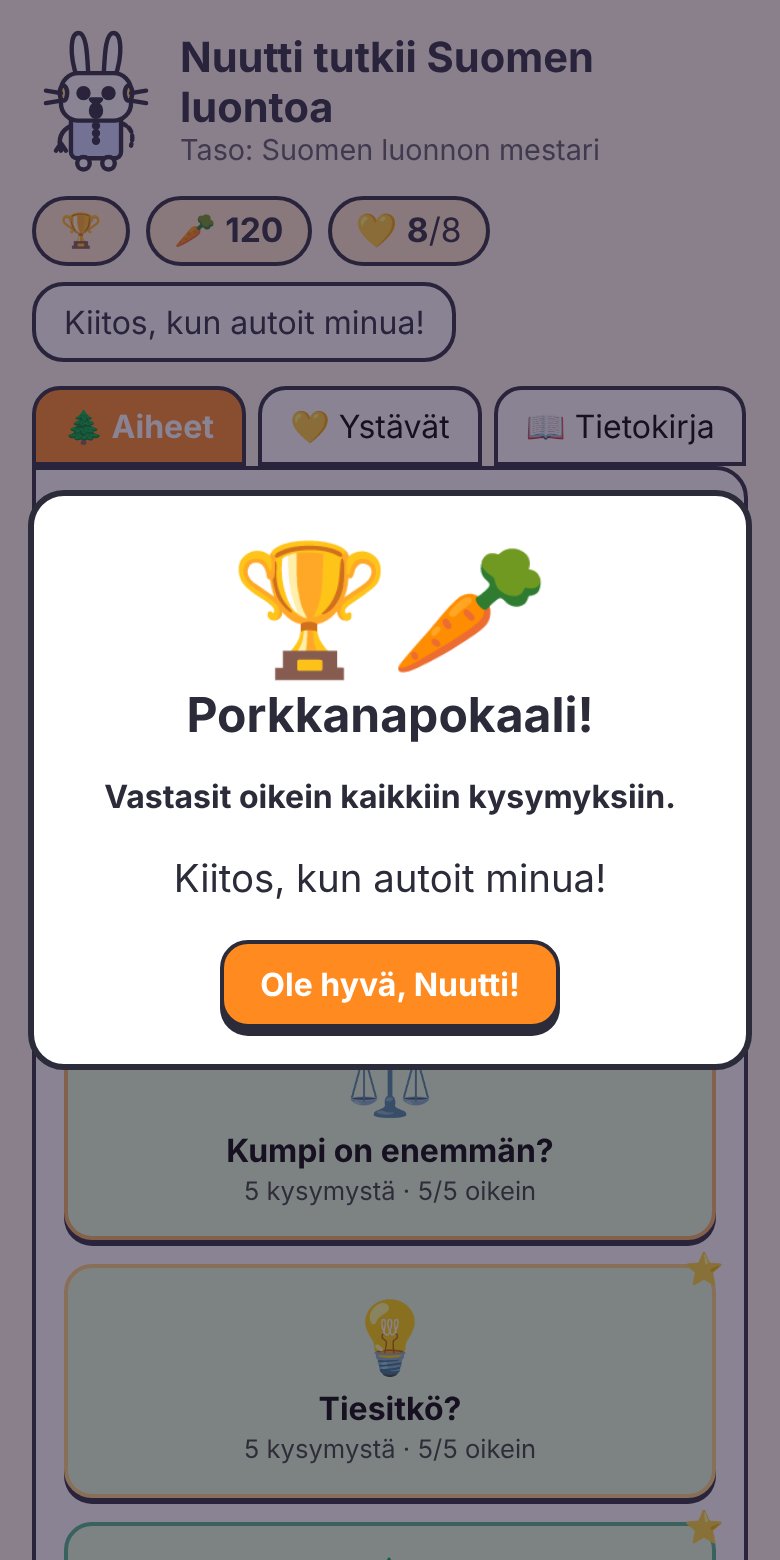 Nuutti tutkii Suomen
luontoa
Taso: Suomen luonnon mestari
120
8/8
Kiitos, kun autoit minua!
Aiheet
Ystävät
Tietokirja
Porkkanapokaali!
Vastasit oikein kaikkiin kysymyksiin.
Kiitos, kun autoit minua!
Ole hyvä, Nuutti!
Kumpi on enemmän?
5 kysymystä · 5/5 oikein
Tiesitkö?
5 kysymystä · 5/5 oikein